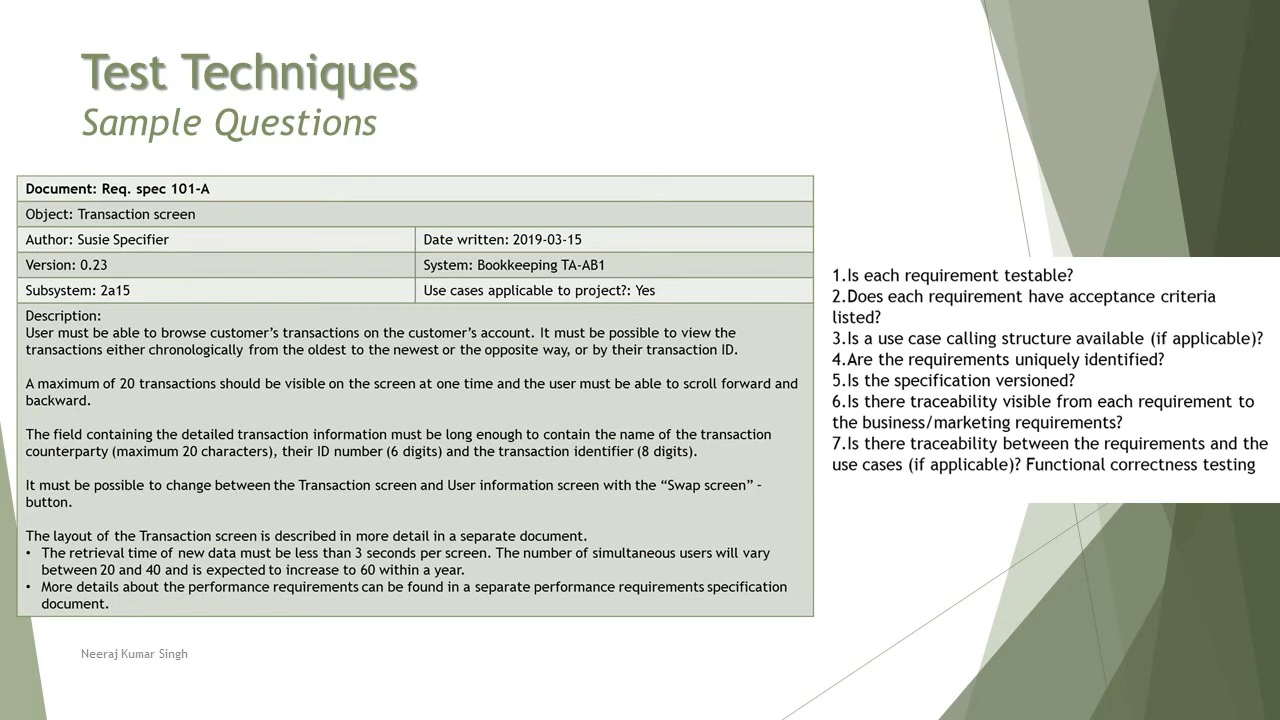 Test Techniques
Sample Questions
Document: Req. spec 101-A
Object: Transaction screen
Author: Susie Specifier
Date written: 2019-03-15
Version: 0.23
System: Bookkeeping TA-AB1
Subsystem: 2a15
Use cases applicable to project?: Yes
Description:
User must be able to browse customer's transactions on the customer's account. It must be possible to view the
transactions either chronologically from the oldest to the newest or the opposite way, or by their transaction ID.
A maximum of 20 transactions should be visible on the screen at one time and the user must be able to scroll forward and
backward.
The field containing the detailed transaction information must be long enough to contain the name of the transaction
counterparty (maximum 20 characters), their ID number (6 digits) and the transaction identifier (8 digits).
It must be possible to change between the Transaction screen and User information screen with the “Swap screen” -
button.
The layout of the Transaction screen is described in more detail in a separate document.
• The retrieval time of new data must be less than 3 seconds per screen. The number of simultaneous users will vary
between 20 and 40 and is expected to increase to 60 within a year.
• More details about the performance requirements can be found in a separate performance requirements specification
document.
1.Is each requirement testable?
2.Does each requirement have acceptance criteria
listed?
3.Is a use case calling structure available (if applicable)?
4.Are the requirements uniquely identified?
5.Is the specification versioned?
6.Is there traceability visible from each requirement to
the business/marketing requirements?
7.Is there traceability between the requirements and the
use cases (if applicable)? Functional correctness testing
Neeraj Kumar Singh